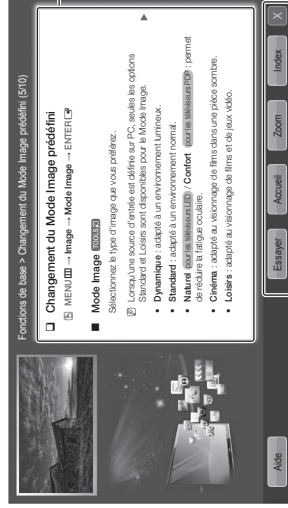 Fonctions de base > Changement du Mode Image prédéfini (5/10)
Changement du Mode Image prédéfini
MENU → Image → Mode Image → ENTER
Mode Image
Sélectionnez le type d'image que vous préférez.
Lorsqu'une source d'entrée est définie sur PC, seules les options
Standard et Loisirs sont disponibles pour le Mode Image.
• Dynamique : adapté à un environnement lumineux.
• Standard : adapté à un environnement normal.
• Naturel pour les téléviseurs LED / Confort pour les téléviseurs PDP : permet
de réduire la fatigue oculaire.
• Cinéma : adapté au visionnage de films dans une pièce sombre.
• Loisirs : adapté au visionnage de films et de jeux vidéo.
Aide Essayer Accueil Zoom Index X